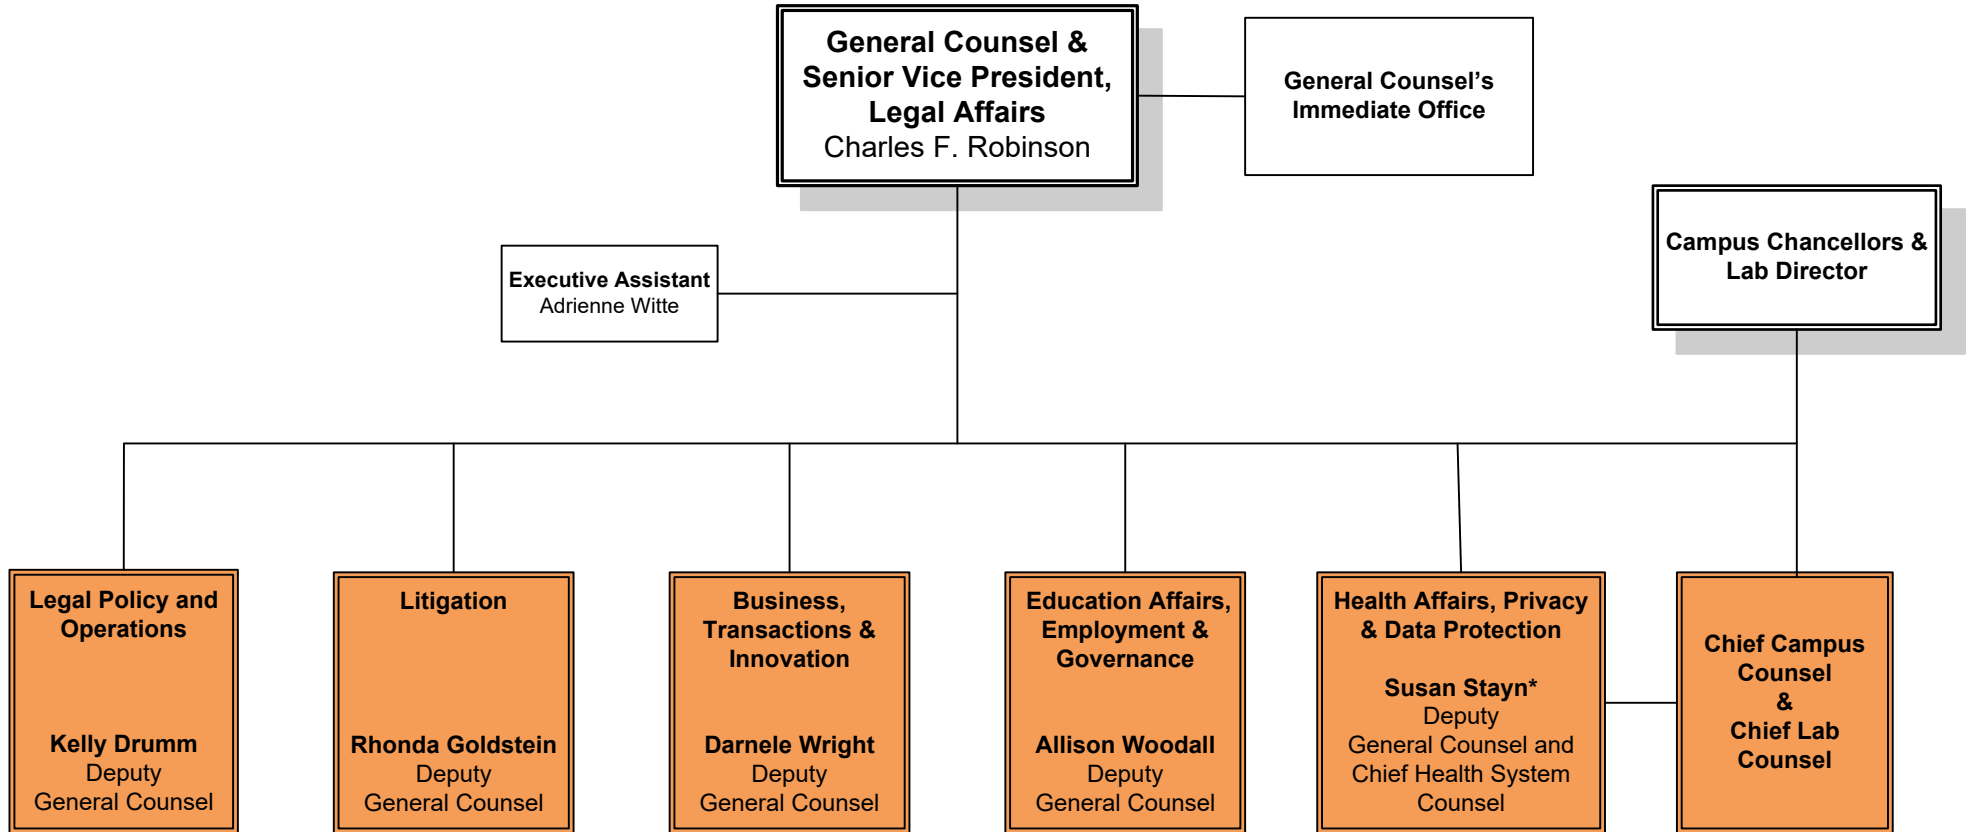 General Counsel &
Senior Vice President,
Legal Affairs
Charles F. Robinson
General Counsel’s
Immediate Office
Campus Chancellors &
Lab Director
Executive Assistant
Adrienne Witte
Legal Policy and
Operations
Kelly Drumm
Deputy
General Counsel
Litigation
Rhonda Goldstein
Deputy
General Counsel
Business,
Transactions &
Innovation
Darnele Wright
Deputy
General Counsel
Education Affairs,
Employment &
Governance
Allison Woodall
Deputy
General Counsel
Health Affairs, Privacy
& Data Protection
Susan Stayn*
Deputy
General Counsel and
Chief Health System
Counsel
Chief Campus
Counsel
&
Chief Lab
Counsel